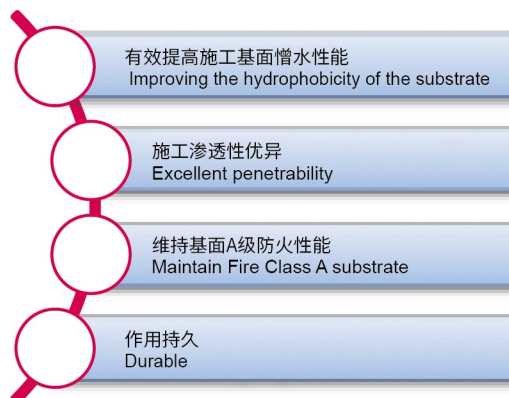 有效提高施工基面憎水性能
Improving the hydrophobicity of the substrate
施工渗透性优异
Excellent penetrability
维持基面A级防火性能
Maintain Fire Class A substrate
作用持久
Durable